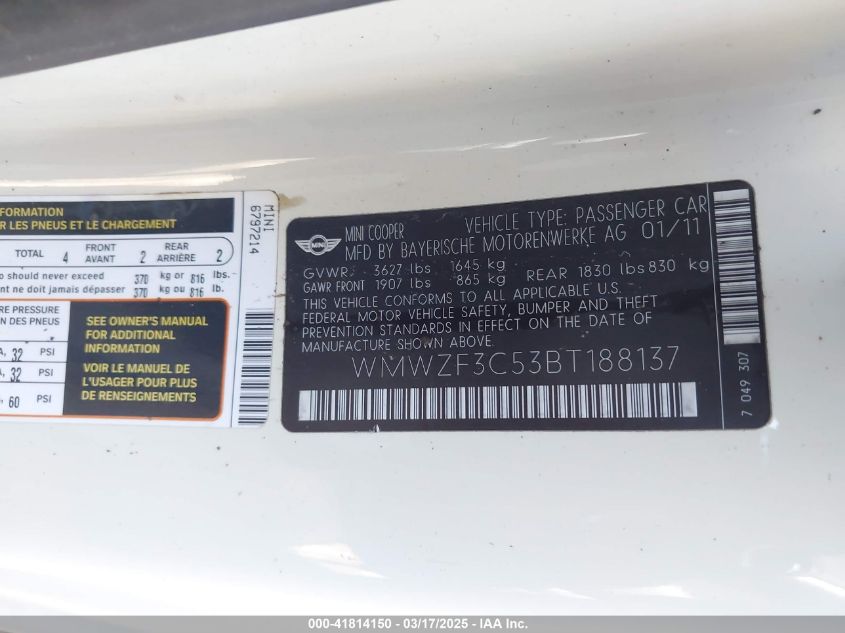 FORMATION
R LES PNEUS ET LE CHARGEMENT
TOTAL 4 FRONT AVANT 2 REAR ARRIÈRE 2
o should never exceed 370 kg or 816 lbs.
nt ne doit jamais dépasser 370 kg ou 816 lb.
RE PRESSURE
ON DES PNEUS
A, 32 PSI
A, 32 PSI
, 60 PSI
SEE OWNER'S MANUAL
FOR ADDITIONAL
INFORMATION
VOIR LE MANUEL DE
L'USAGER POUR PLUS
DE RENSEIGNEMENTS
MINI
6797214
MINI
MINI COOPER VEHICLE TYPE: PASSENGER CAR
MFD BY BAYERISCHE MOTORENWERKE AG 01/11
GVWR: 3627 lbs 1645 kg
GAWR FRONT 1907 lbs 865 kg REAR 1830 lbs 830 kg
THIS VEHICLE CONFORMS TO ALL APPLICABLE U.S.
FEDERAL MOTOR VEHICLE SAFETY, BUMPER AND THEFT
PREVENTION STANDARDS IN EFFECT ON THE DATE OF
MANUFACTURE SHOWN ABOVE.
WMWZF3C53BT188137
7 049 307
000-41814150 - 03/17/2025 - IAA Inc.